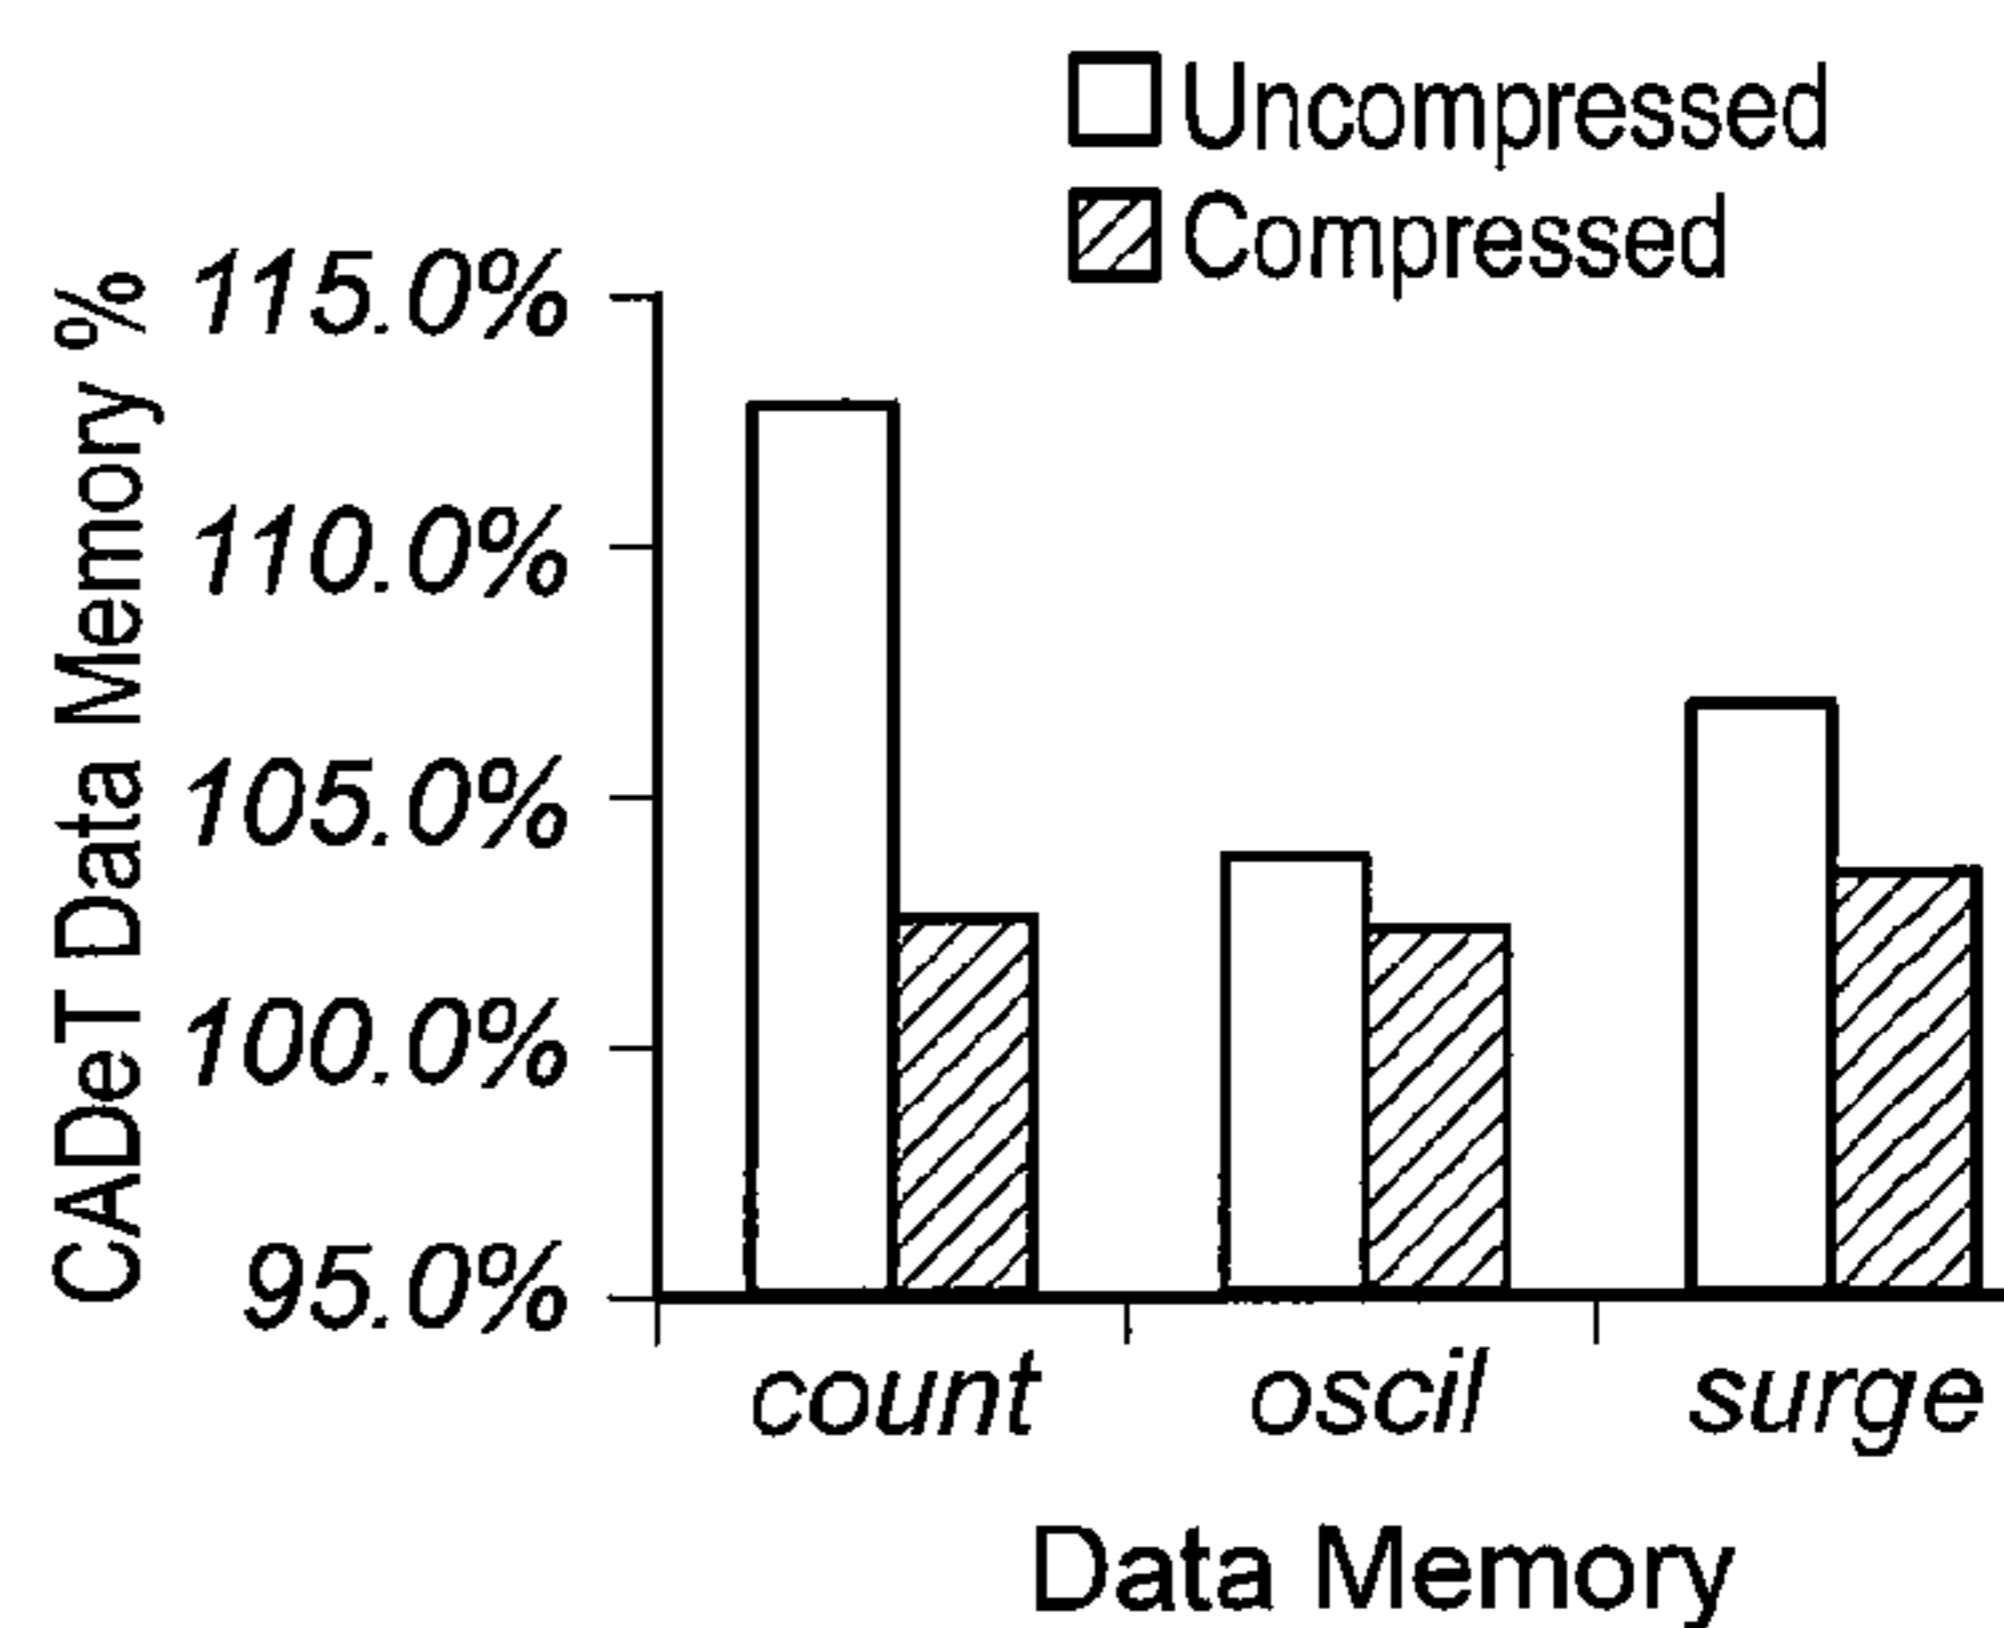 Uncompressed
Compressed
CADeT Data Memory %
115.0%
110.0%
105.0%
100.0%
95.0%
count oscil surge
Data Memory